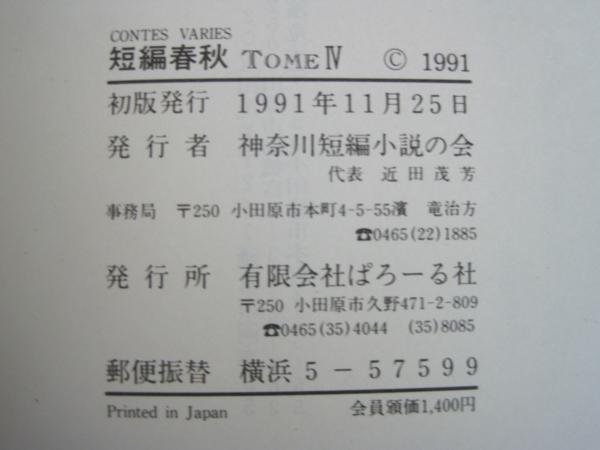 CONTES VARIES
短編春秋 TOME Ⅳ © 1991
初版発行 1991年11月25日
発行者 神奈川短編小説の会
代表 近田茂芳
事務局 〒250 小田原市本町4-5-55濱 竜治方
☎0465(22)1885
発行所 有限会社ぱろーる社
〒250 小田原市久野471-2-809
☎0465(35)4044 (35)8085
郵便振替 横浜5-57599
Printed in Japan 会員頒価1,400円